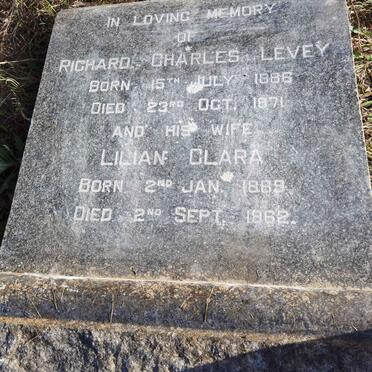 IN LOVING MEMORY
OF
RICHARD CHARLES LEVEY
BORN 15TH JULY 1886
DIED 23RD OCT. 1971.
AND HIS WIFE
LILIAN CLARA
BORN 2ND JAN. 1889.
DIED 2ND SEPT. 1962.